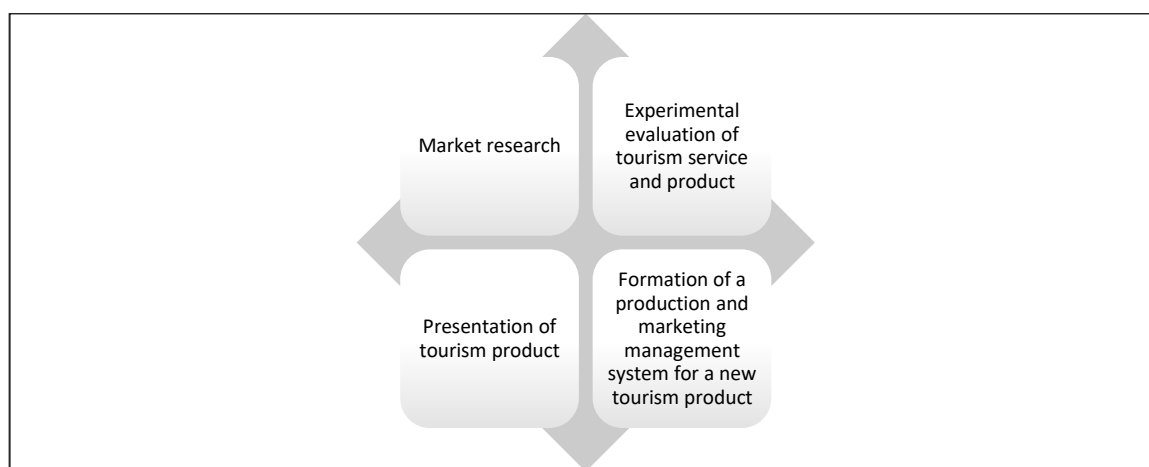 Market research
Experimental
evaluation of
tourism service
and product
Presentation of
tourism product
Formation of a
production and
marketing
management
system for a new
tourism product